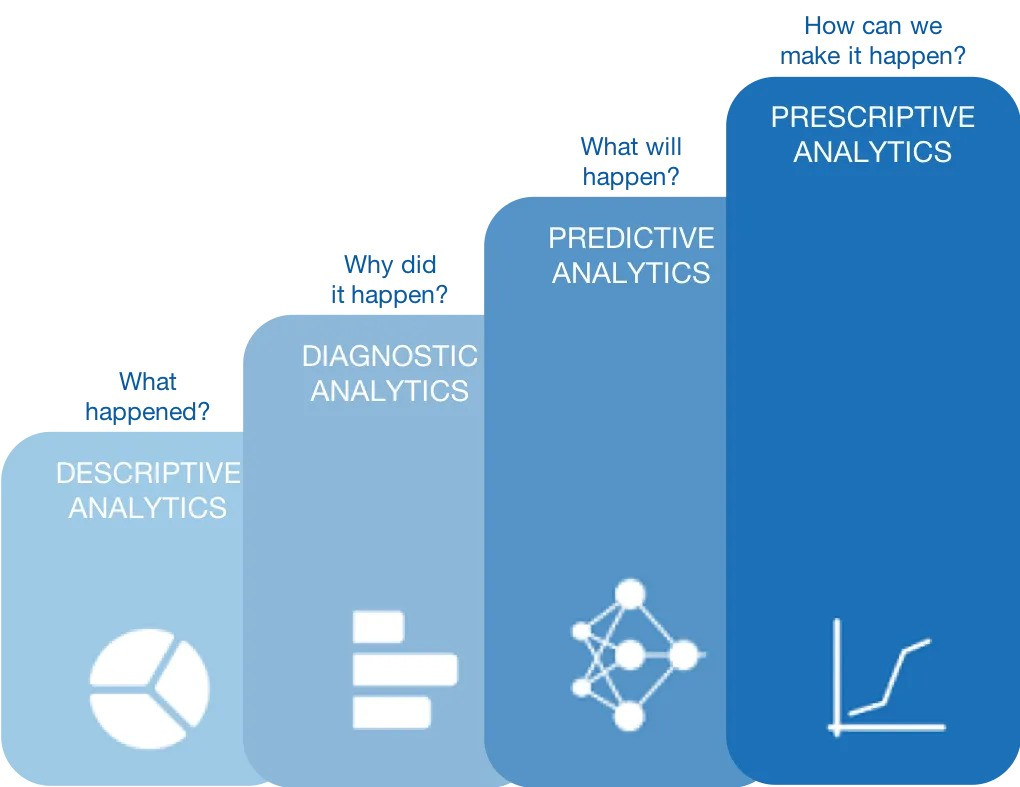 What
happened?
DESCRIPTIVE
ANALYTICS
Why did
it happen?
DIAGNOSTIC
ANALYTICS
What will
happen?
PREDICTIVE
ANALYTICS
How can we
make it happen?
PRESCRIPTIVE
ANALYTICS